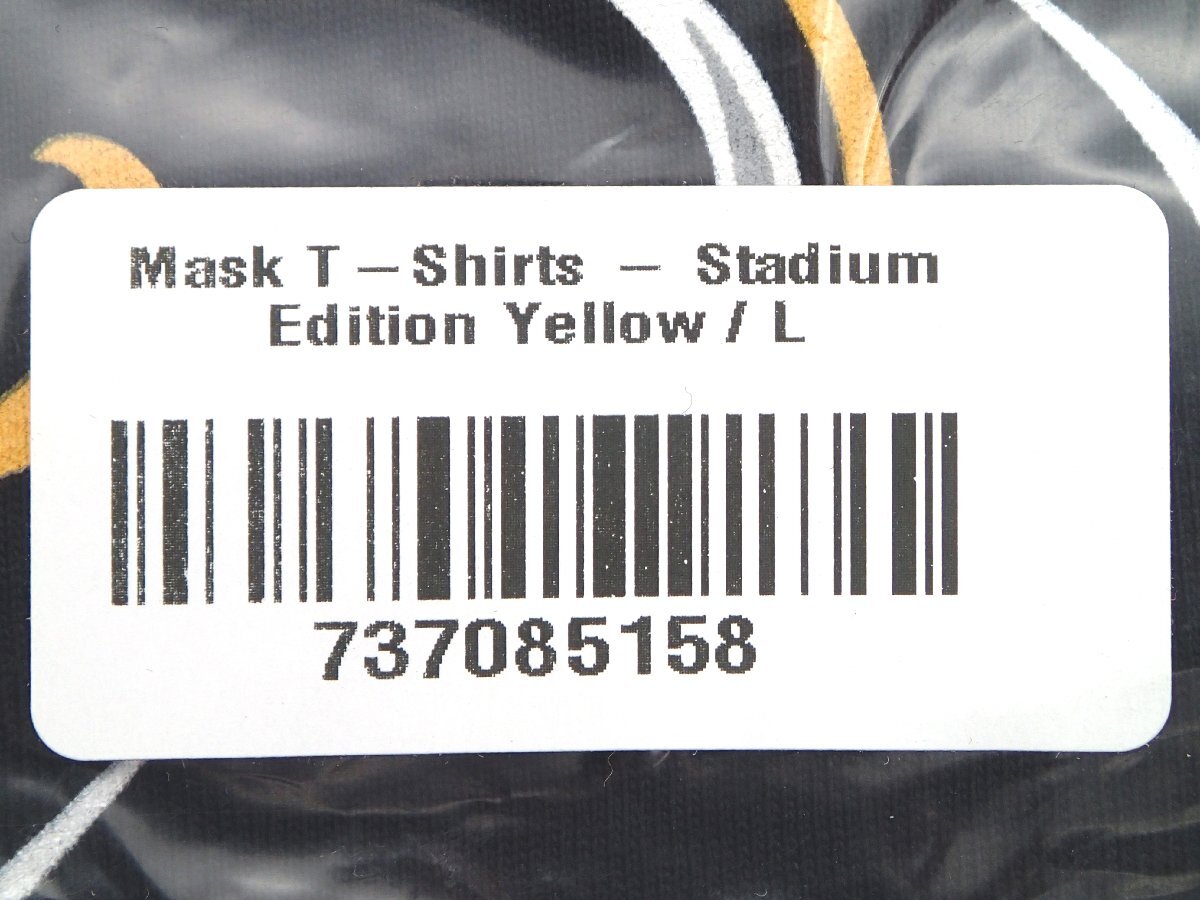 Mask T-Shirts - Stadium
Edition Yellow / L
737085158